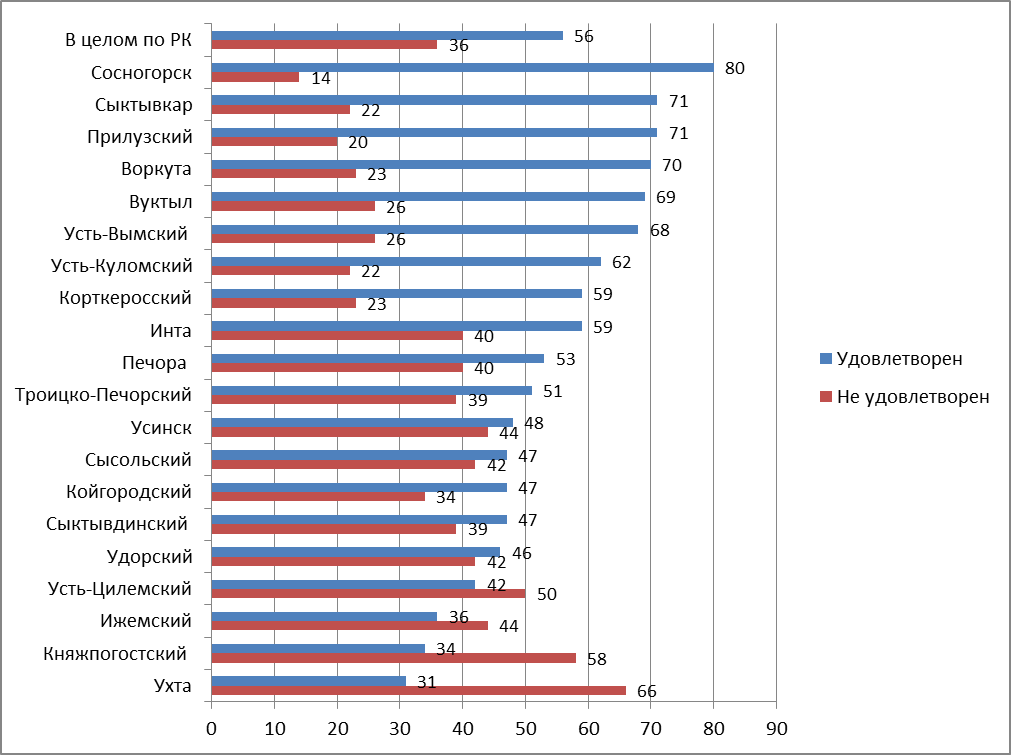 В целом по РК 56
36
Сосногорск 80
14
Сыктывкар 71
22
Прилузский 71
20
Воркута 70
23
Вуктыл 69
26
Усть-Вымский 68
26
Усть-Куломский 62
22
Корткеросский 59
23
Инта 59
40
Печора 53
40
Троицко-Печорский 51
39
Усинск 48
44
Сысольский 47
42
Койгородский 47
34
Сыктывдинский 47
39
Удорский 46
42
Усть-Цилемский 42
50
Ижемский 36
44
Княжпогостский 34
58
Ухта 31
66
0 10 20 30 40 50 60 70 80 90
Удовлетворен
Не удовлетворен